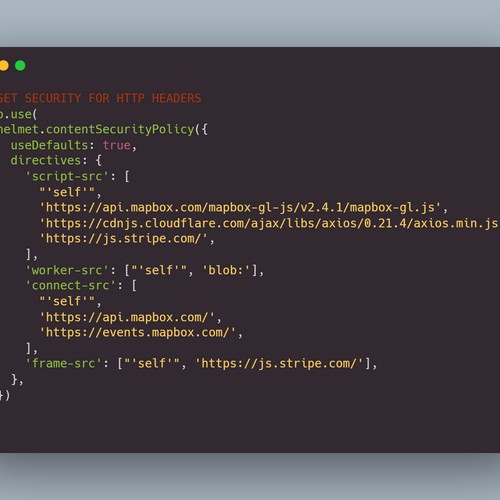 SET SECURITY FOR HTTP HEADERS
.use(
helmet.contentSecurityPolicy({
useDefaults: true,
directives: {
'script-src': [
"'self'",
'https://api.mapbox.com/mapbox-gl-js/v2.4.1/mapbox-gl.js',
'https://cdnjs.cloudflare.com/ajax/libs/axios/0.21.4/axios.min.js
'https://js.stripe.com/',
],
'worker-src': ["'self'", 'blob:'],
'connect-src': [
"'self'",
'https://api.mapbox.com/',
'https://events.mapbox.com/',
],
'frame-src': ["'self'", 'https://js.stripe.com/'],
},
})